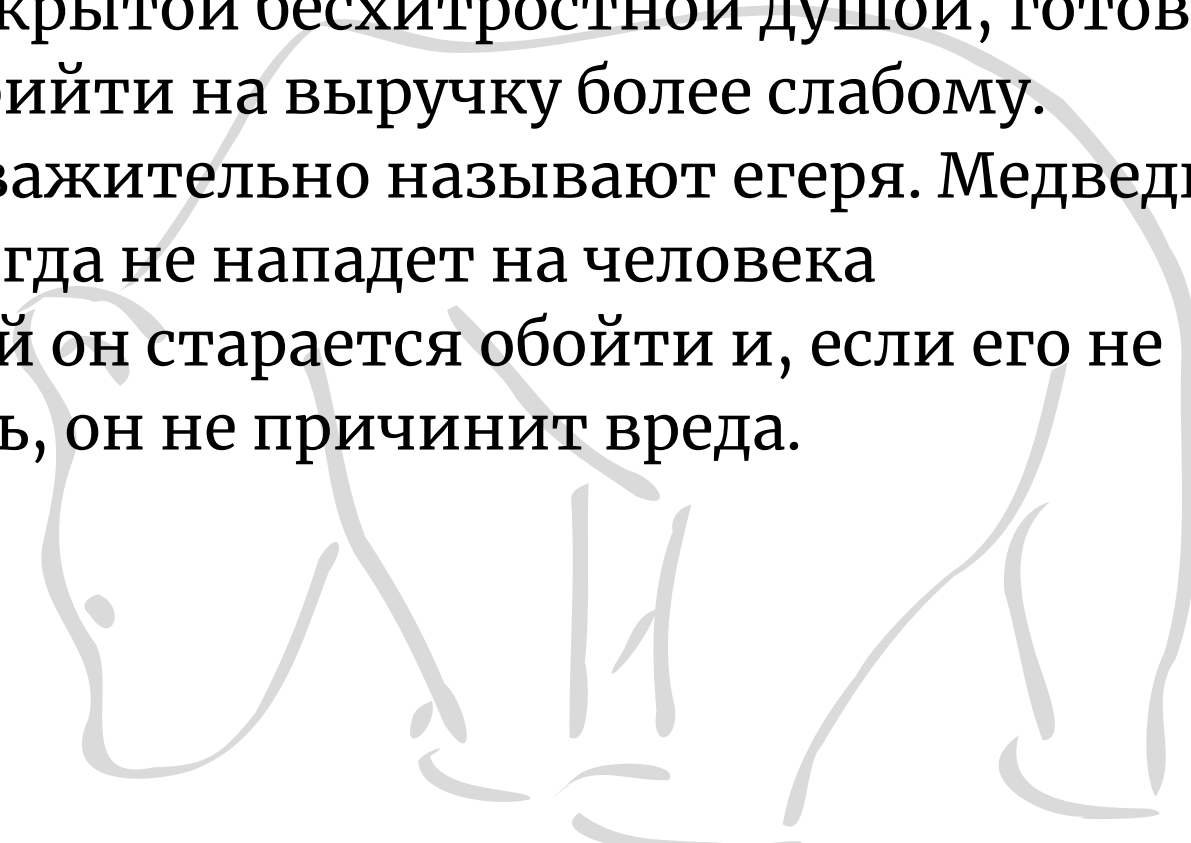 крытой бесхитростной душой, готов
ийти на выручку более слабому.
важительно называют егеря. Медведь
гда не нападет на человека
й он старается обойти и, если его не
ь, он не причинит вреда.